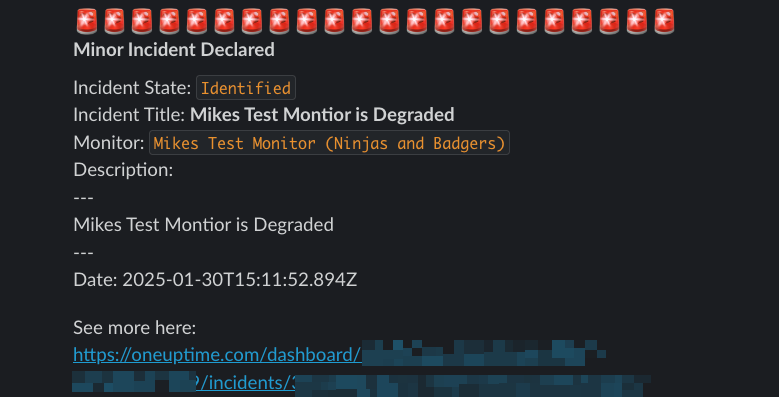 Minor Incident Declared
Incident State: Identified
Incident Title: Mikes Test Montior is Degraded
Monitor: Mikes Test Monitor (Ninjas and Badgers)
Description:
---
Mikes Test Montior is Degraded
---
Date: 2025-01-30T15:11:52.894Z
See more here:
https://oneuptime.com/dashboard/
/incidents/